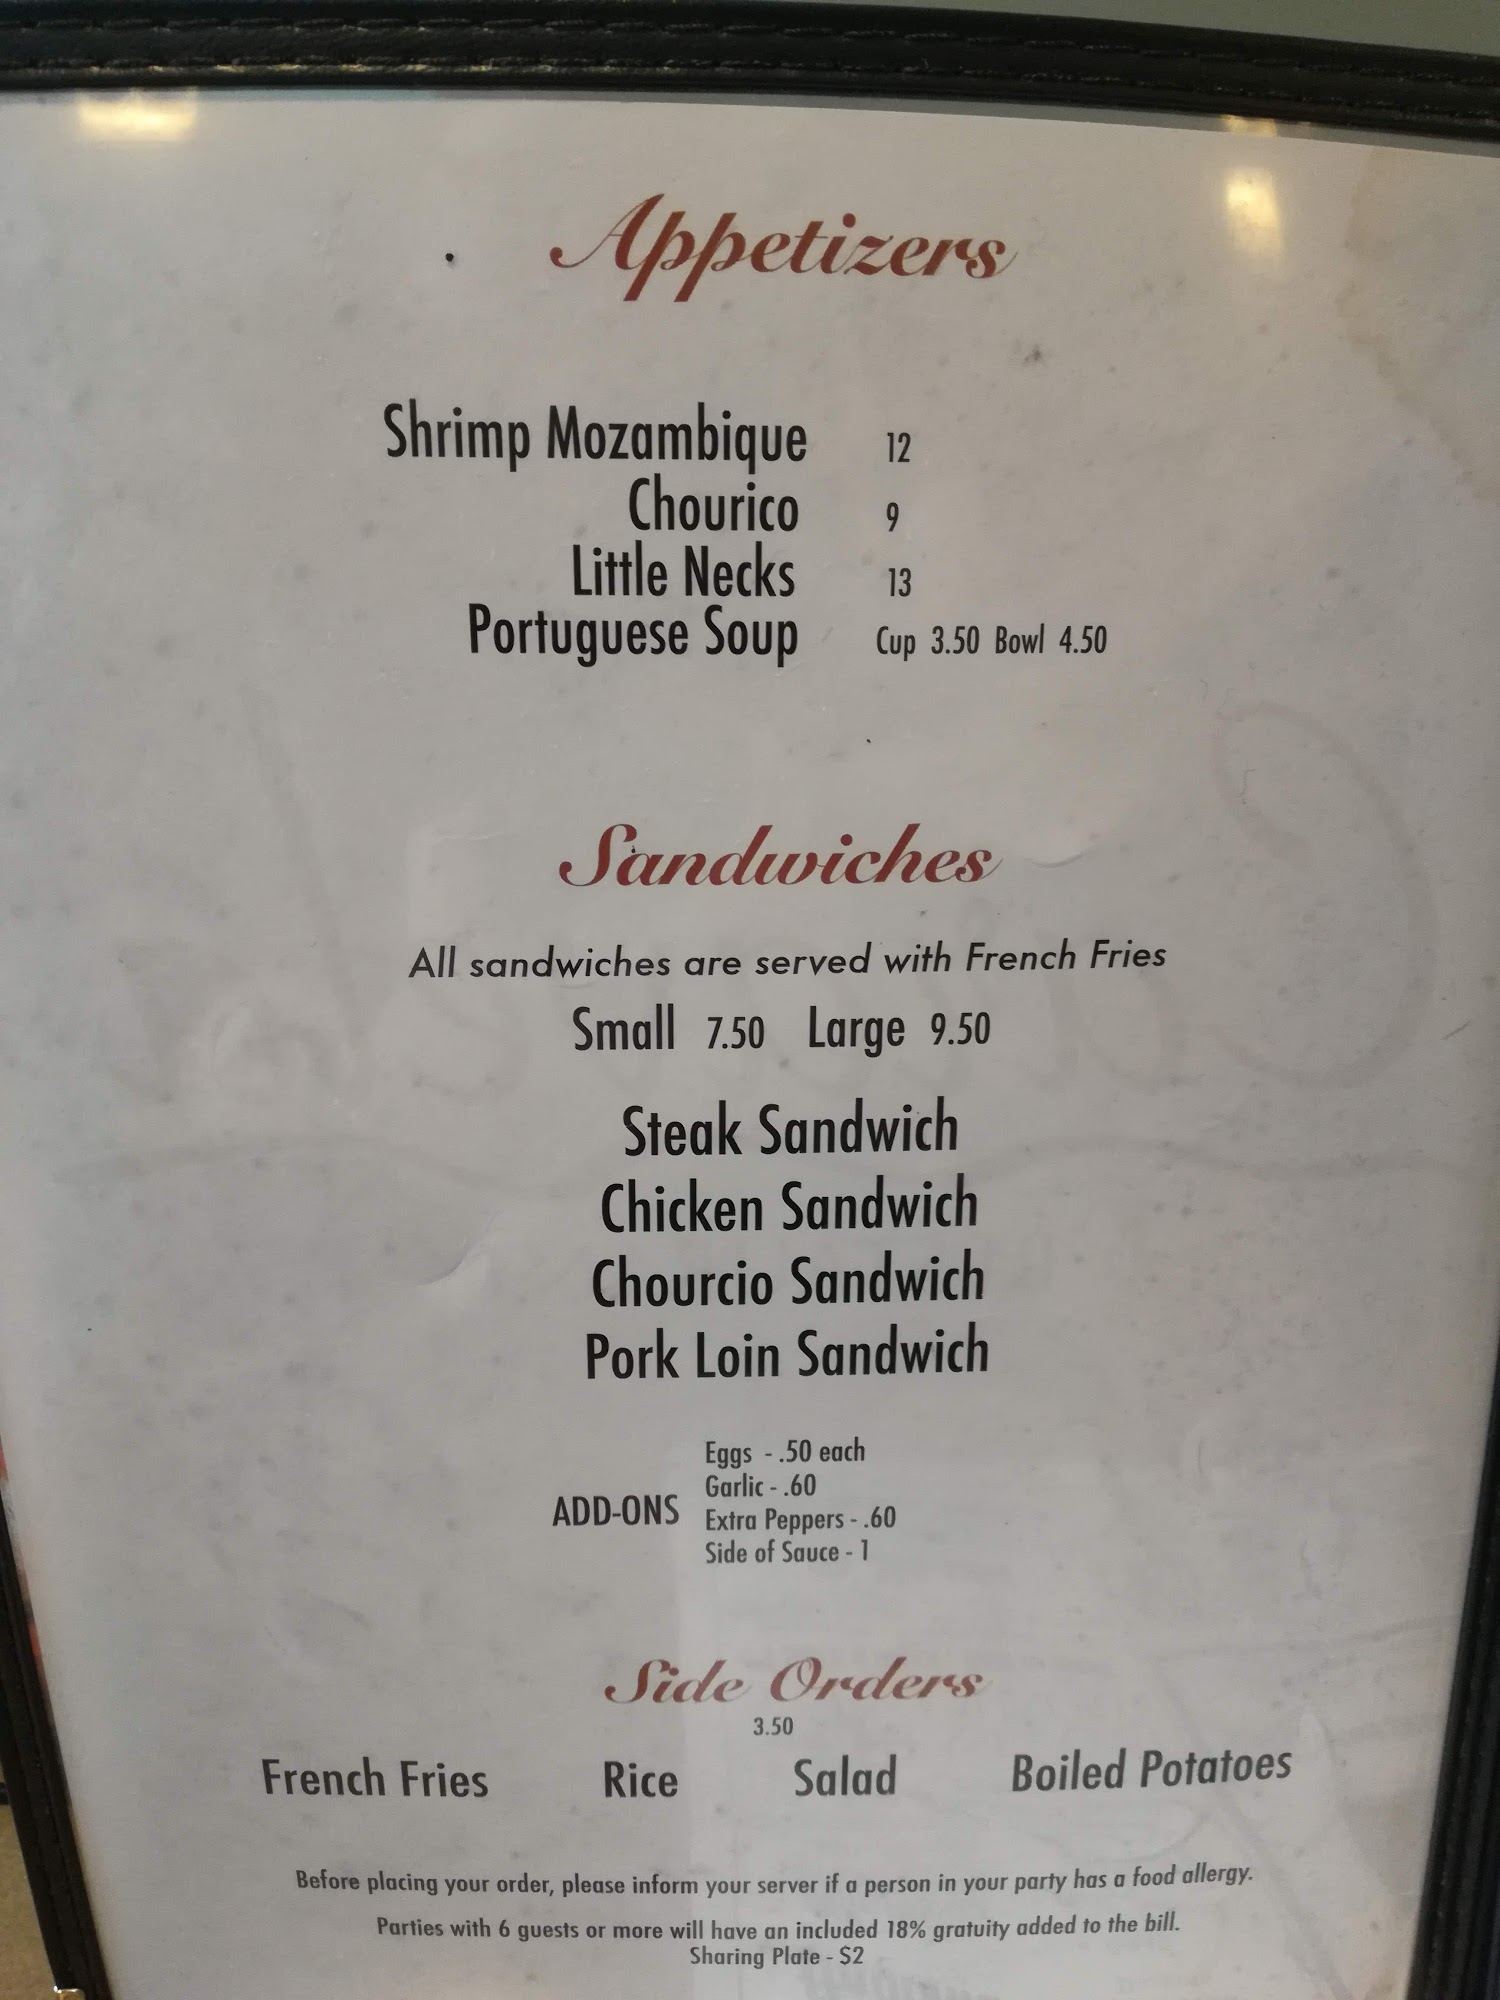 Appetizers
Shrimp Mozambique 12
Chourico 9
Little Necks 13
Portuguese Soup Cup 3.50 Bowl 4.50
Sandwiches
All sandwiches are served with French Fries
Small 7.50 Large 9.50
Steak Sandwich
Chicken Sandwich
Chourcio Sandwich
Pork Loin Sandwich
ADD-ONS
Eggs - .50 each
Garlic - .60
Extra Peppers - .60
Side of Sauce - 1
Side Orders
3.50
French Fries Rice Salad Boiled Potatoes
Before placing your order, please inform your server if a person in your party has a food allergy.
Parties with 6 guests or more will have an included 18% gratuity added to the bill.
Sharing Plate - $2